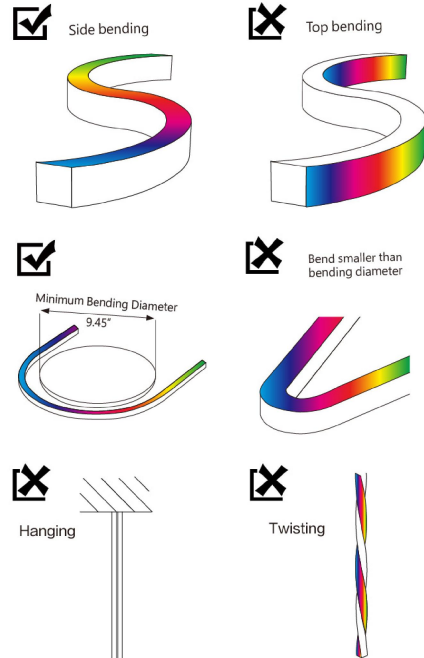 Side bending
Top bending
Minimum Bending Diameter
9.45"
Bend smaller than
bending diameter
Hanging
Twisting